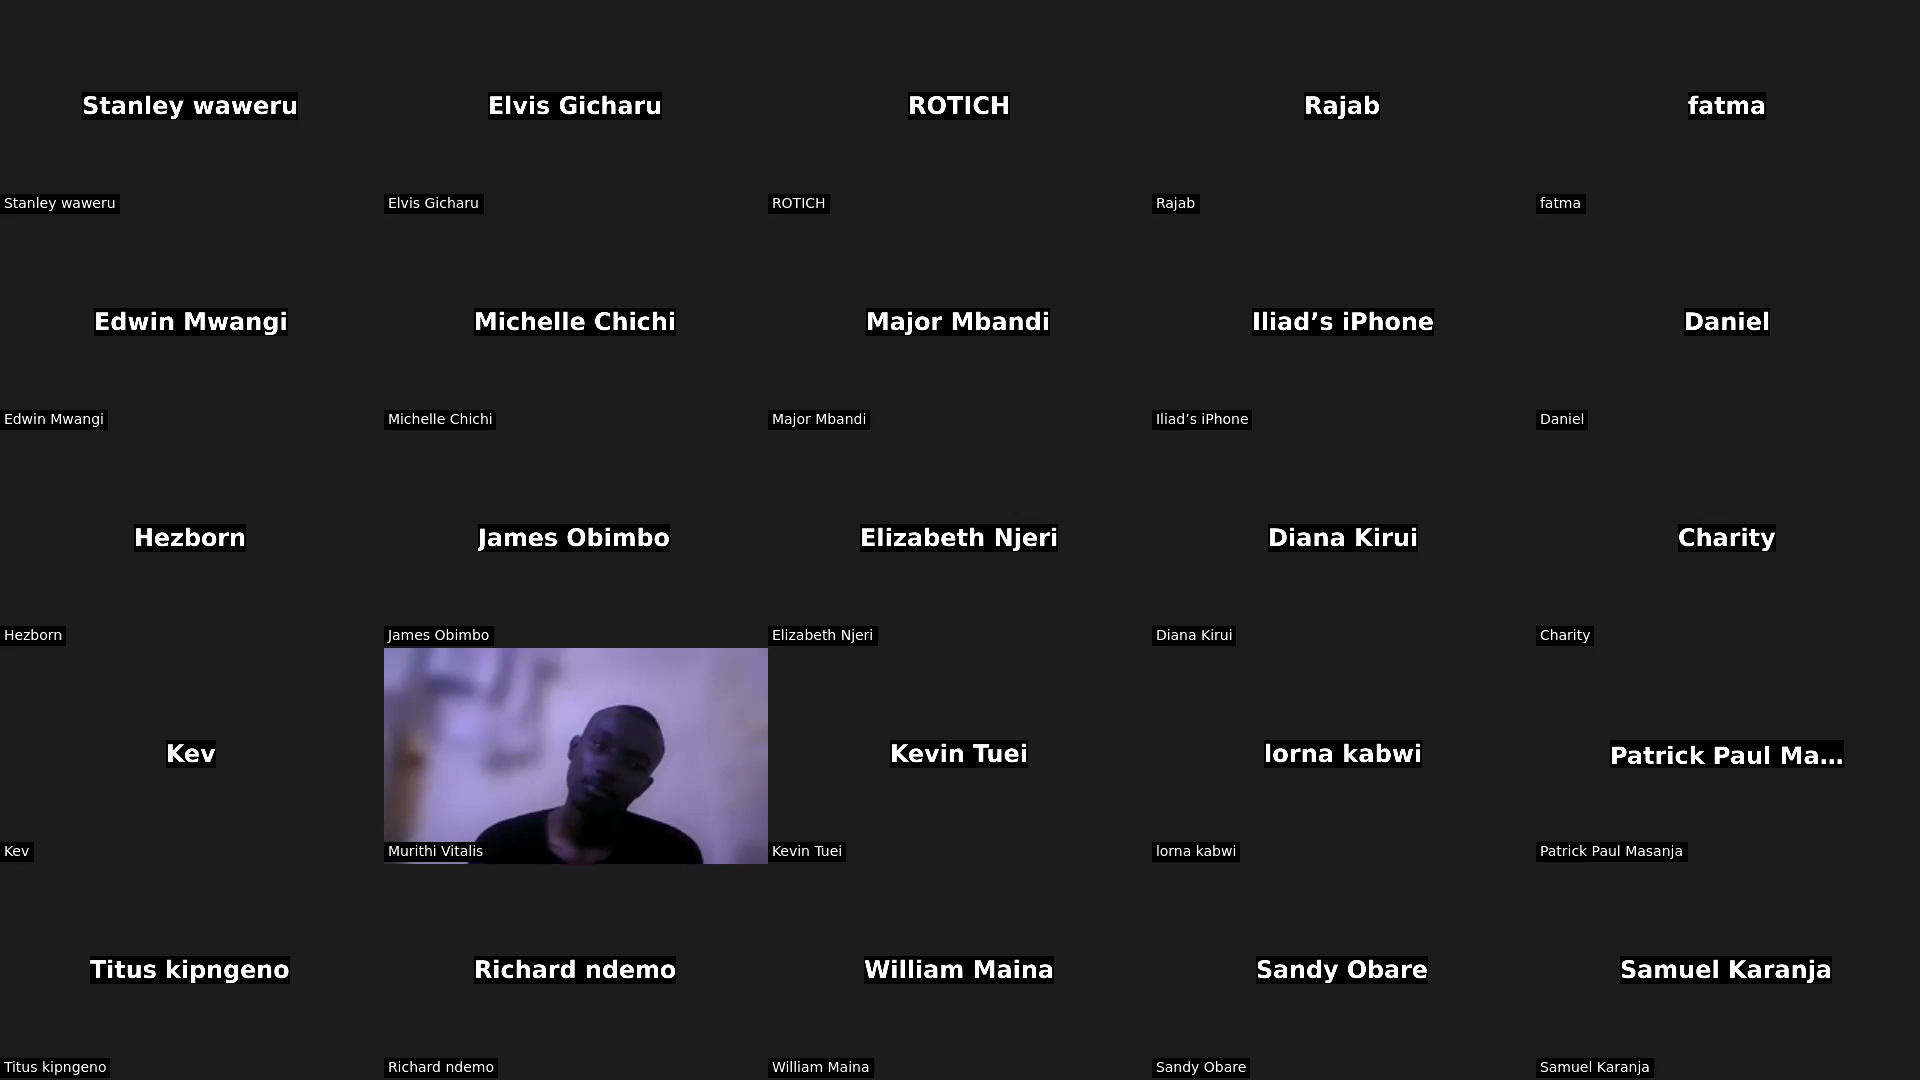 Stanley waweru
Elvis Gicharu
ROTICH
Rajab
fatma
Stanley waweru
Elvis Gicharu
ROTICH
Rajab
fatma
Edwin Mwangi
Michelle Chichi
Major Mbandi
Iliad’s iPhone
Daniel
Edwin Mwangi
Michelle Chichi
Major Mbandi
Iliad’s iPhone
Daniel
Hezborn
James Obimbo
Elizabeth Njeri
Diana Kirui
Charity
Hezborn
James Obimbo
Elizabeth Njeri
Diana Kirui
Charity
Kev
Kevin Tuei
lorna kabwi
Patrick Paul Ma...
Kev
Murithi Vitalis
Kevin Tuei
lorna kabwi
Patrick Paul Masanja
Titus kipngeno
Richard ndemo
William Maina
Sandy Obare
Samuel Karanja
Titus kipngeno
Richard ndemo
William Maina
Sandy Obare
Samuel Karanja